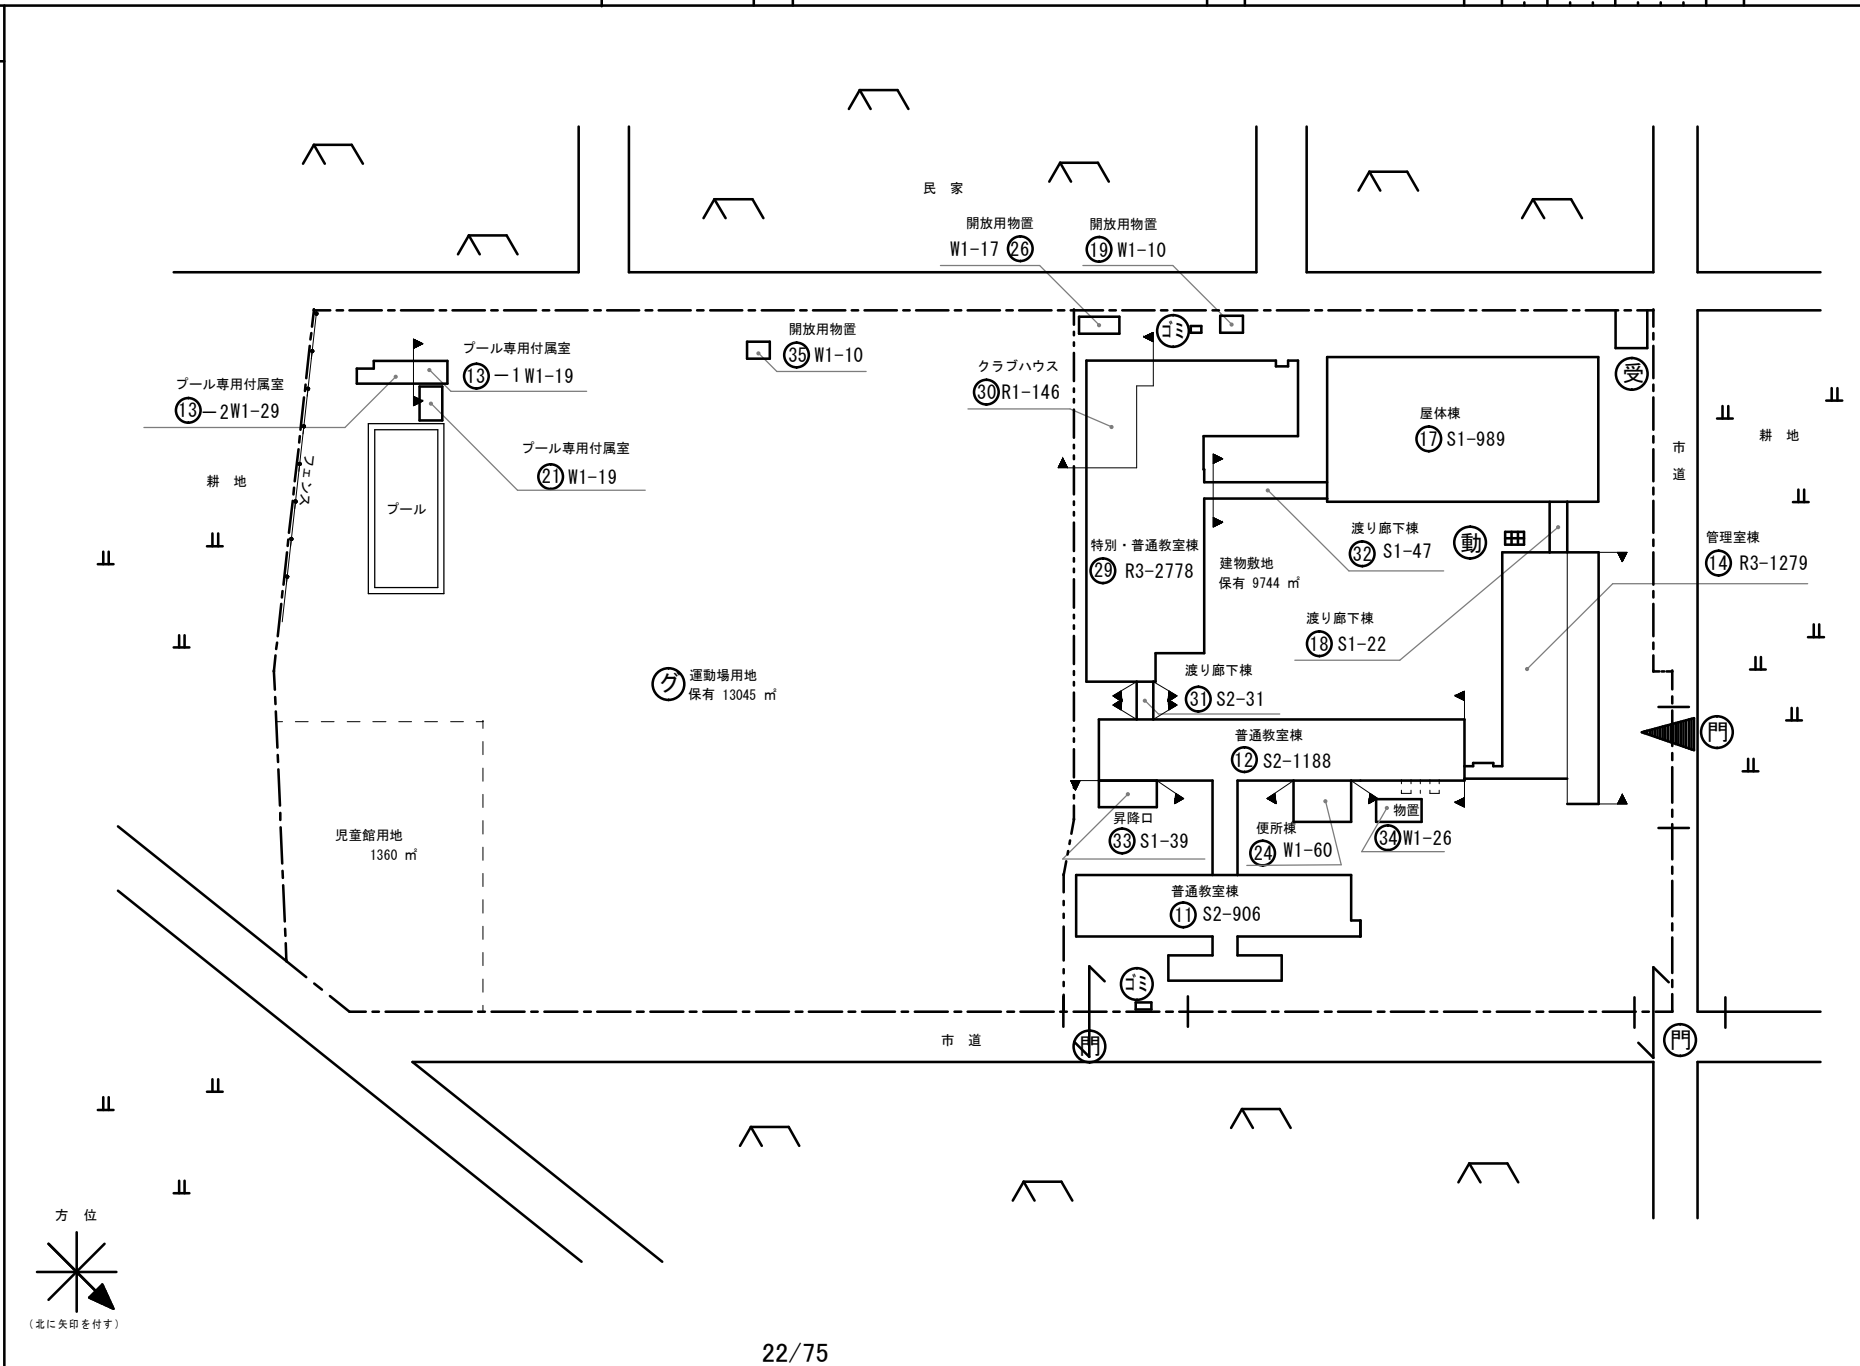 民 家
開放用物置
W1-17 ㉖
開放用物置
⑲ W1-10
開放用物置
㉟ W1-10
プール専用付属室
⑬-1 W1-19
プール専用付属室
⑬-2 W1-29
プール専用付属室
㉑ W1-19
フェンス
耕 地
プール
ゴミ
クラブハウス
㉚ R1-146
受
屋体棟
⑰ S1-989
市道
耕 地
特別・普通教室棟
㉙ R3-2778
渡り廊下棟
㉜ S1-47
動
建物敷地
保有 9744 ㎡
管理室棟
⑭ R3-1279
渡り廊下棟
⑱ S1-22
グ
運動場用地
保有 13045 ㎡
渡り廊下棟
㉛ S2-31
門
普通教室棟
⑫ S2-1188
児童館用地
1360 ㎡
昇降口
㉝ S1-39
便所棟
㉔ W1-60
物置
㉞ W1-26
普通教室棟
⑪ S2-906
ゴミ
市 道
門
門
方 位
(北に矢印を付す)
22/75